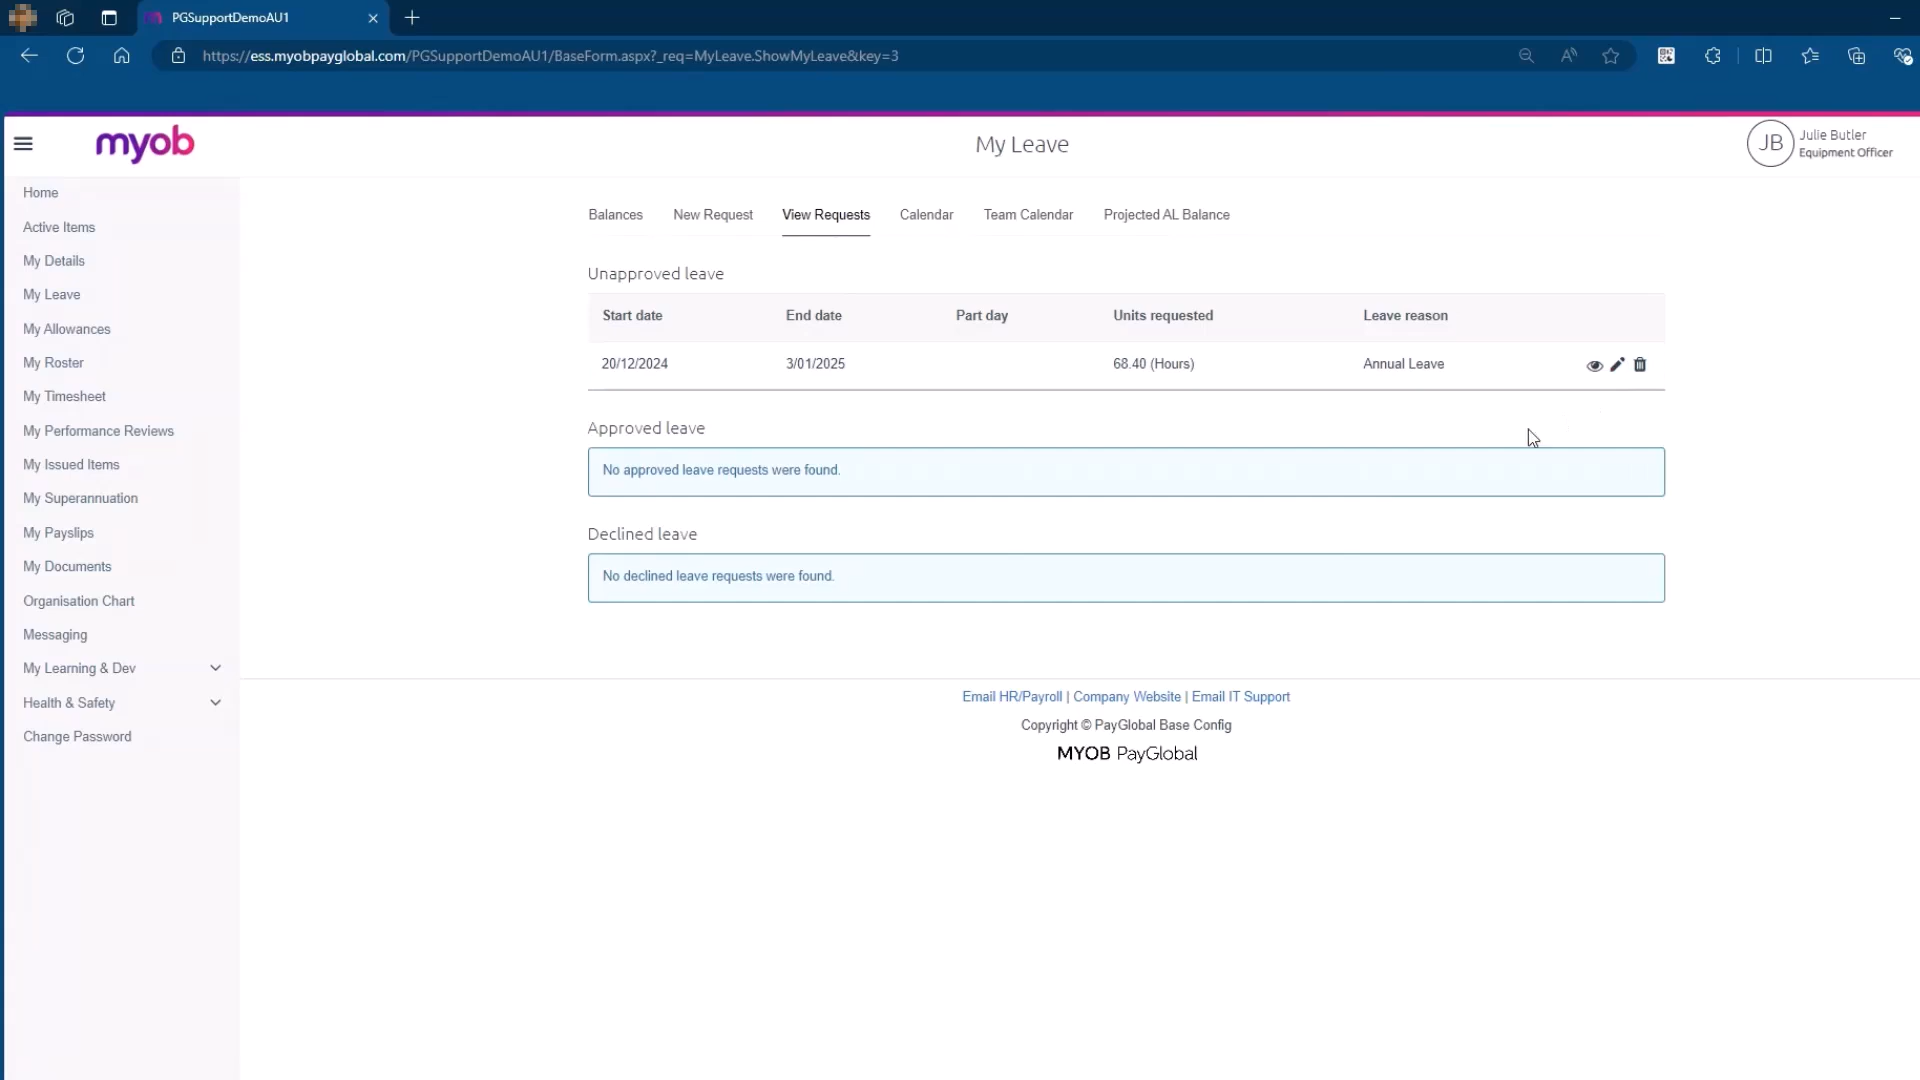 PGSupportDemoAU1
https://ess.myobpayglobal.com/PGSupportDemoAU1/BaseForm.aspx?_req=MyLeave.ShowMyLeave&key=3
myob
My Leave
JB
Julie Butler
Equipment Officer
Home
Active Items
My Details
My Leave
My Allowances
My Roster
My Timesheet
My Performance Reviews
My Issued Items
My Superannuation
My Payslips
My Documents
Organisation Chart
Messaging
My Learning & Dev
Health & Safety
Change Password
Balances New Request View Requests Calendar Team Calendar Projected AL Balance
Unapproved leave
Start date End date Part day Units requested Leave reason
20/12/2024 3/01/2025 68.40 (Hours) Annual Leave
Approved leave
No approved leave requests were found.
Declined leave
No declined leave requests were found.
Email HR/Payroll | Company Website | Email IT Support
Copyright © PayGlobal Base Config
MYOB PayGlobal